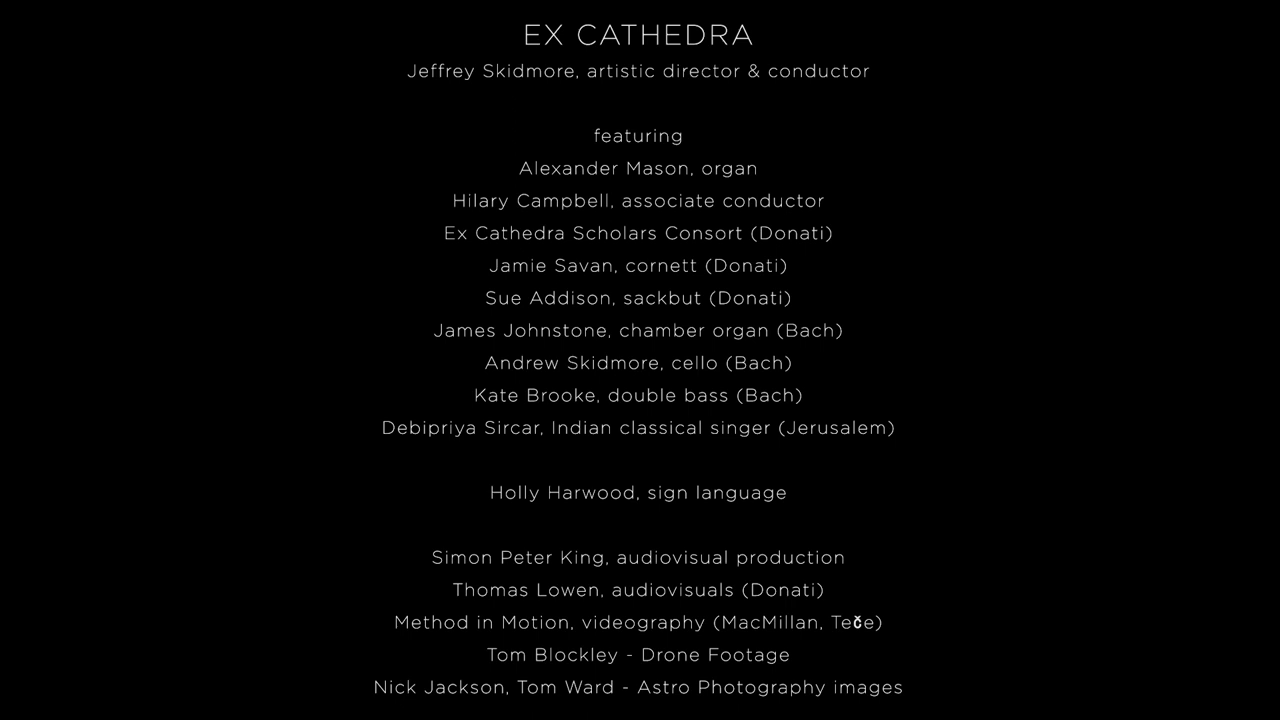 EX CATHEDRA
Jeffrey Skidmore, artistic director & conductor
featuring
Alexander Mason, organ
Hilary Campbell, associate conductor
Ex Cathedra Scholars Consort (Donati)
Jamie Savan, cornett (Donati)
Sue Addison, sackbut (Donati)
James Johnstone, chamber organ (Bach)
Andrew Skidmore, cello (Bach)
Kate Brooke, double bass (Bach)
Debipriya Sircar, Indian classical singer (Jerusalem)
Holly Harwood, sign language
Simon Peter King, audiovisual production
Thomas Lowen, audiovisuals (Donati)
Method in Motion, videography (MacMillan, Teče)
Tom Blockley - Drone Footage
Nick Jackson, Tom Ward - Astro Photography images